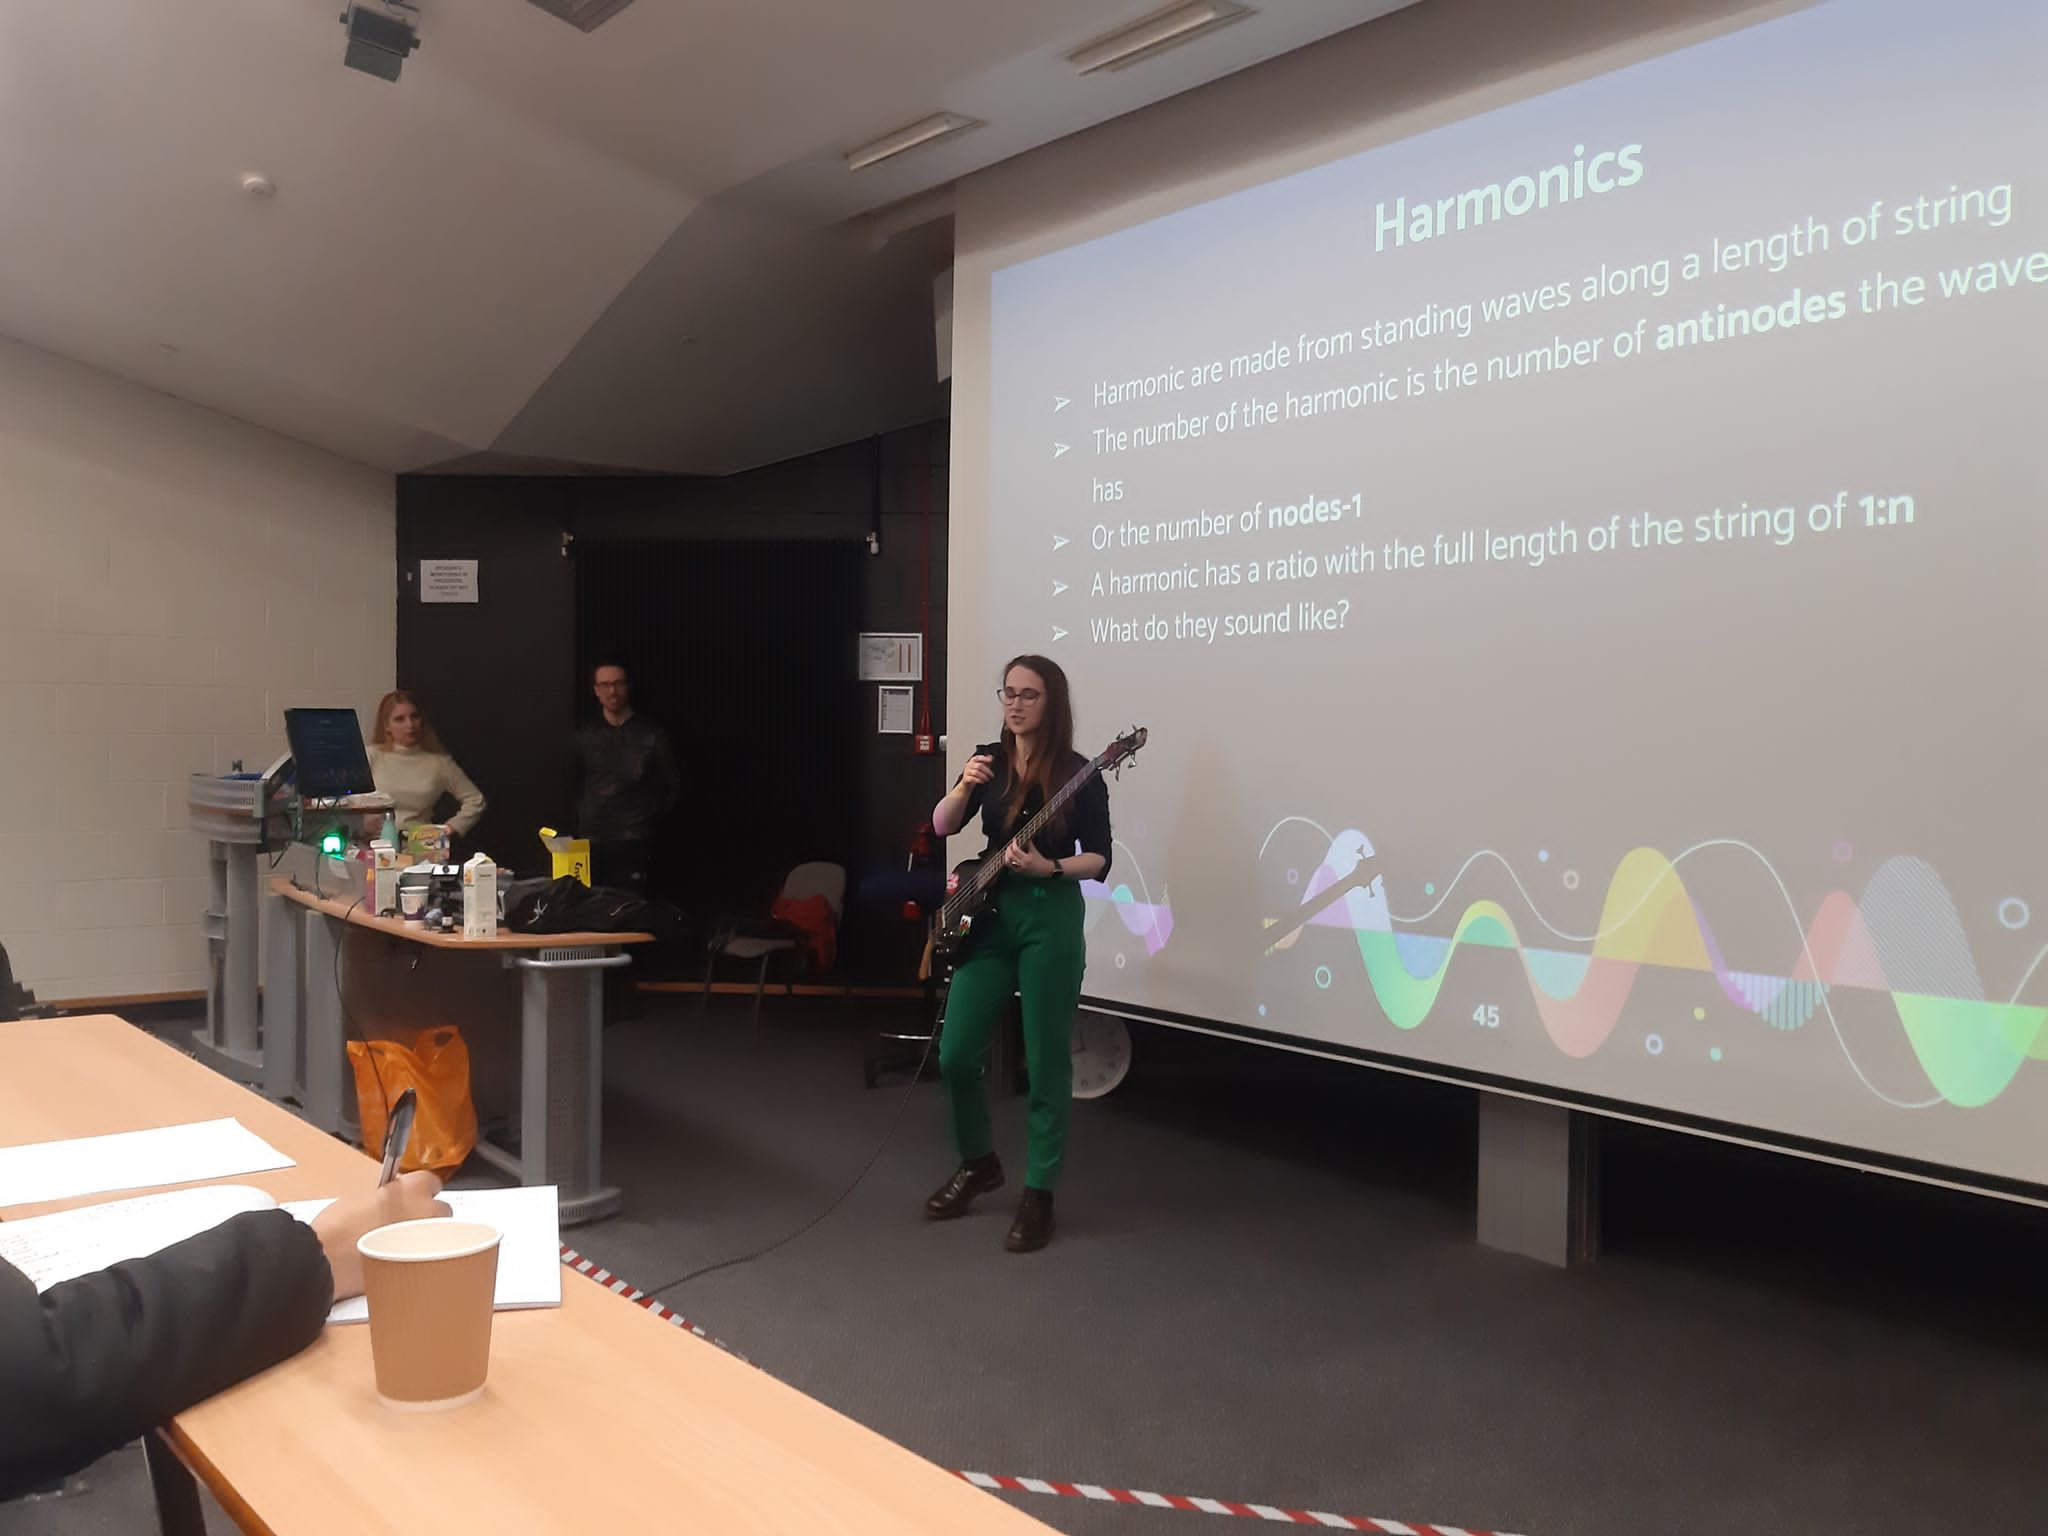 Harmonics
➢ Harmonic are made from standing waves along a length of string
➢ The number of the harmonic is the number of antinodes the wave
has
➢ Or the number of nodes-1
➢ A harmonic has a ratio with the full length of the string of 1:n
➢ What do they sound like?
45